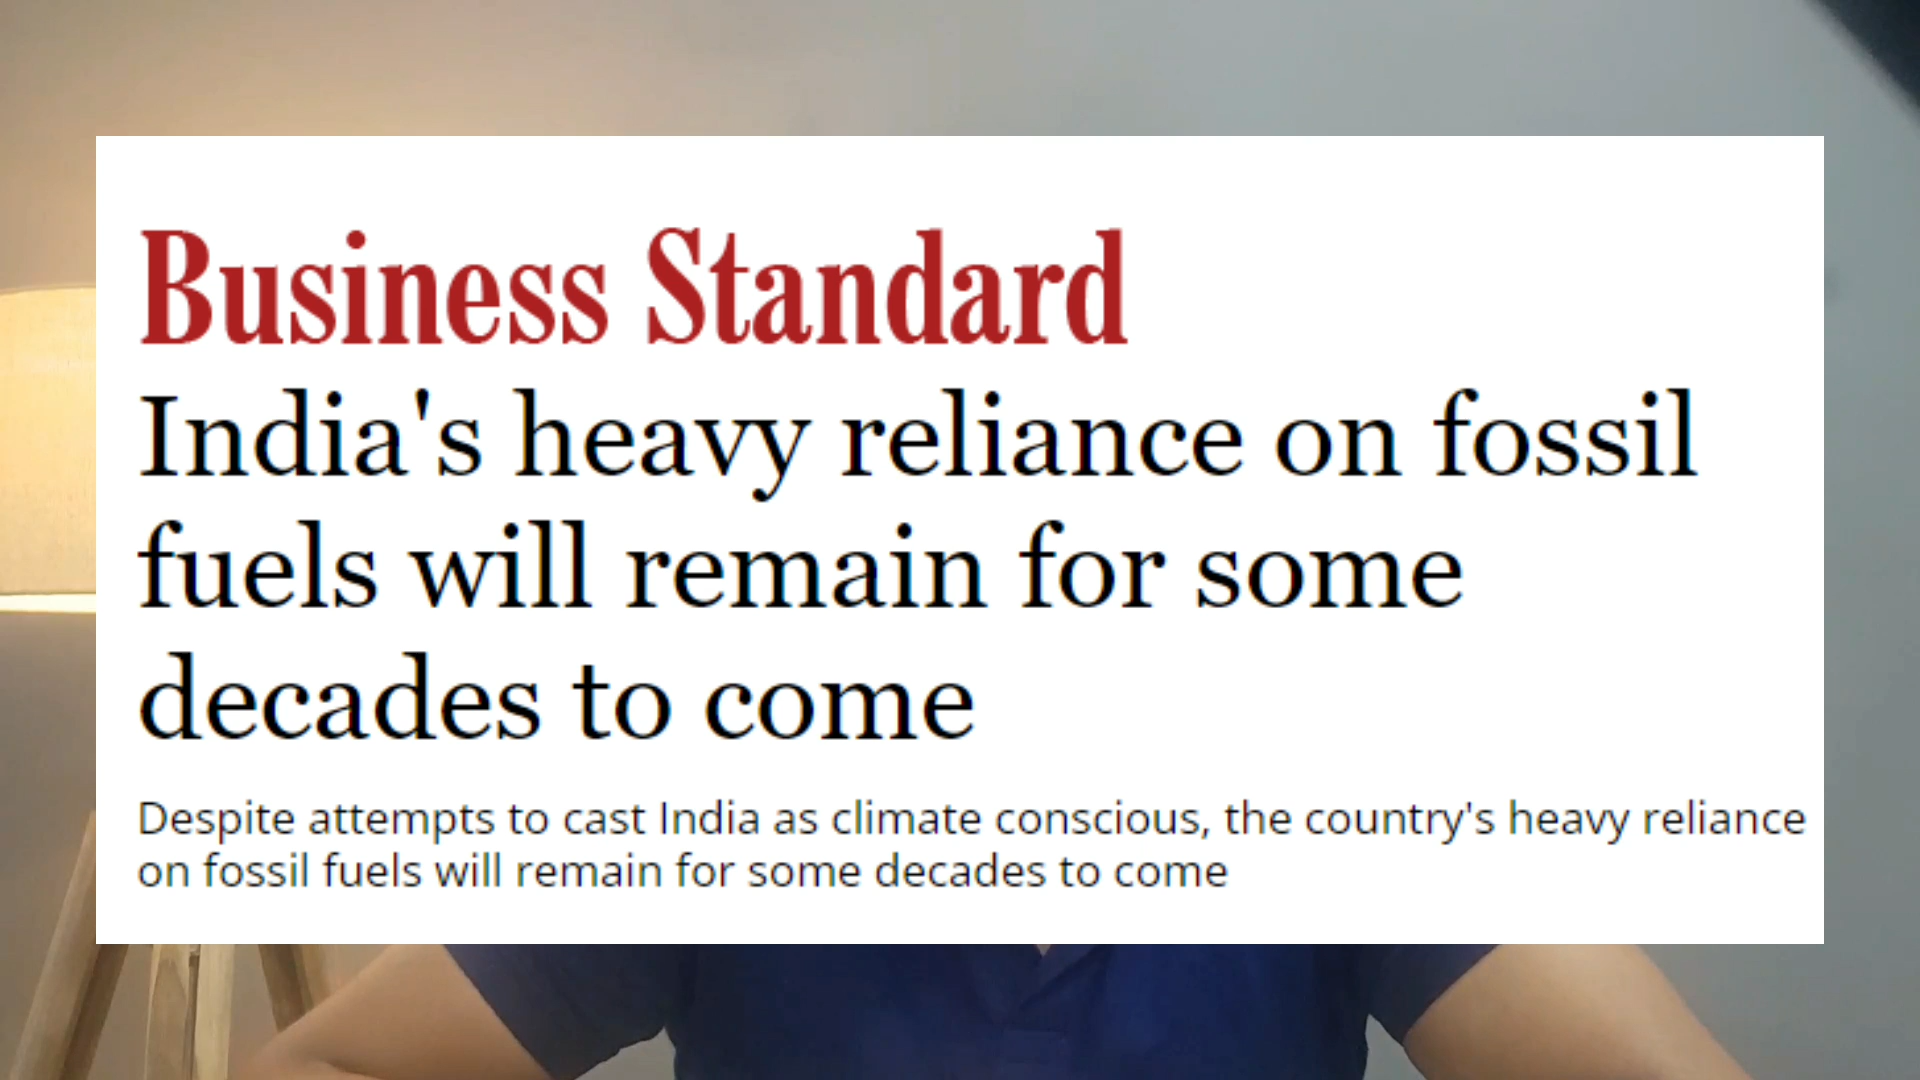 Business Standard
India's heavy reliance on fossil
fuels will remain for some
decades to come
Despite attempts to cast India as climate conscious, the country's heavy reliance
on fossil fuels will remain for some decades to come